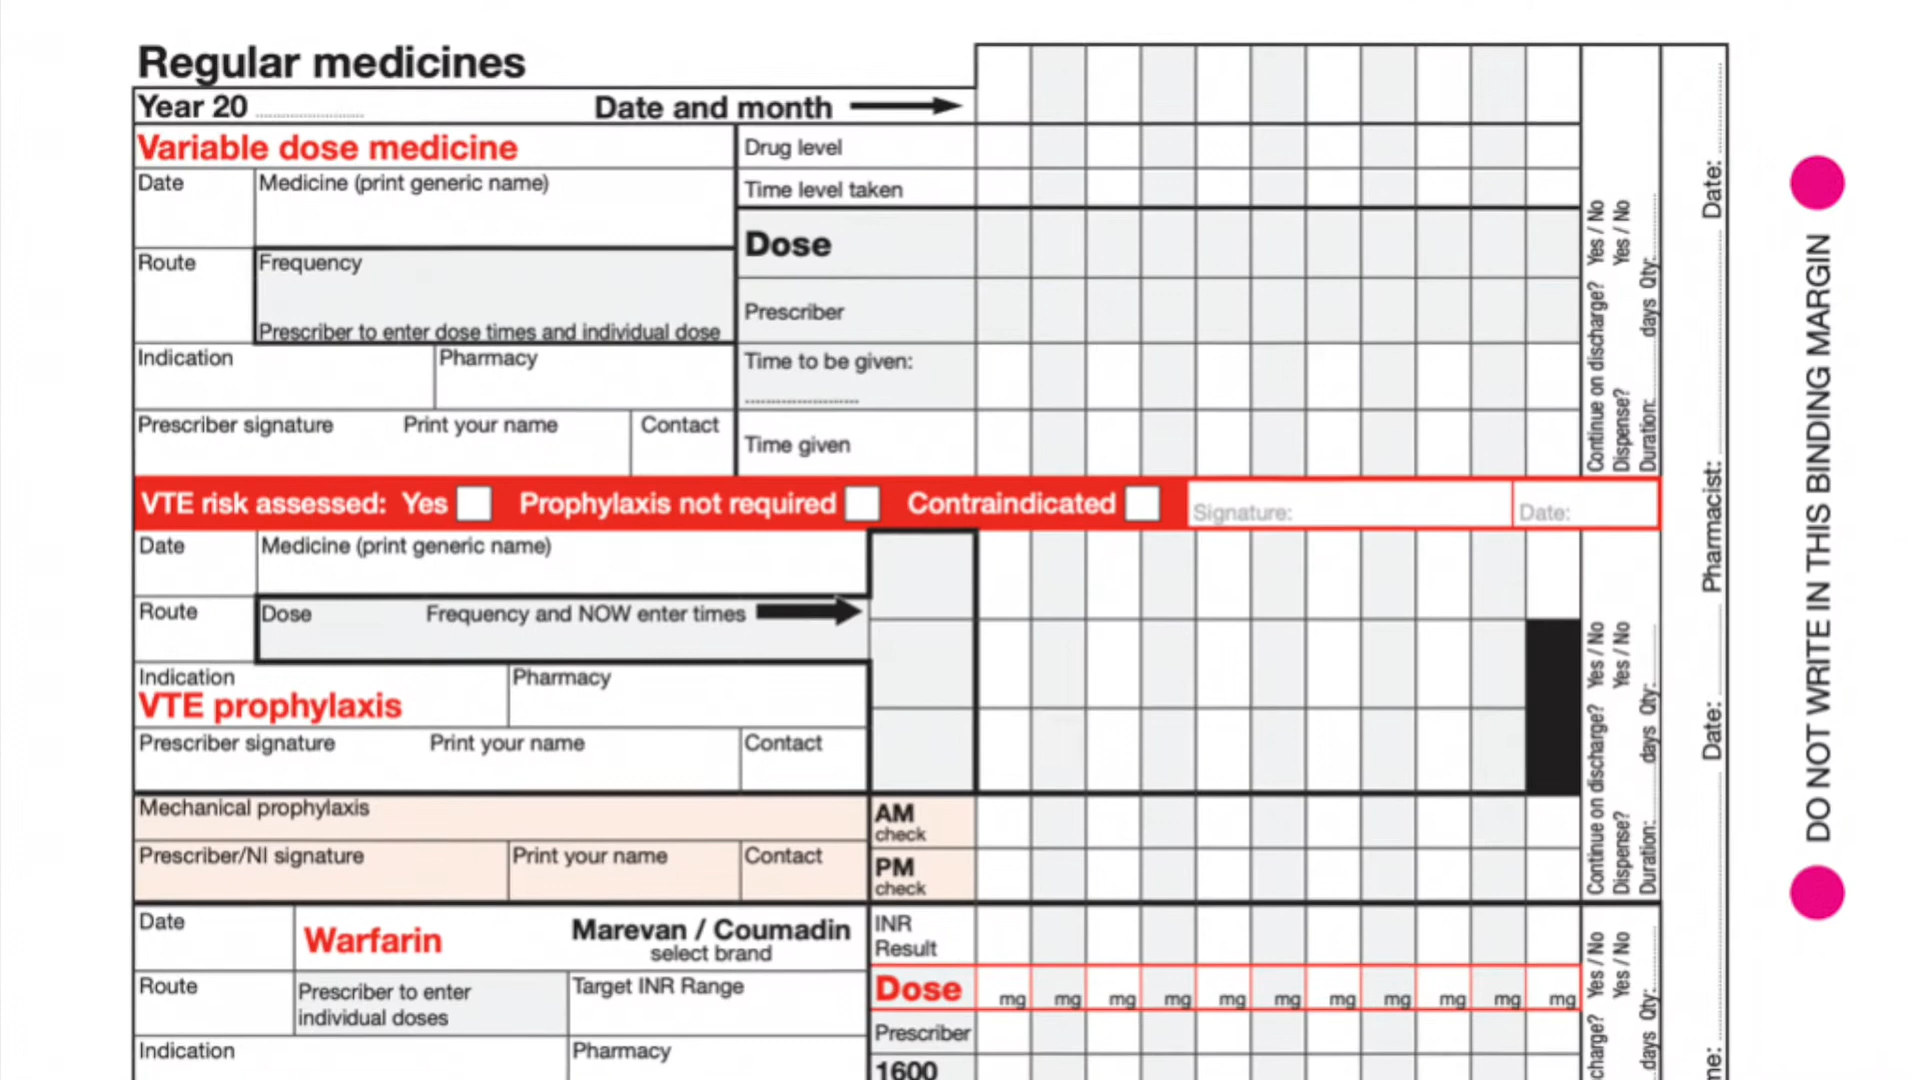 Regular medicines
Year 20 Date and month
Variable dose medicine
Drug level
Date
Medicine (print generic name)
Time level taken
Dose
Route
Frequency
Prescriber to enter dose times and individual dose
Prescriber
Indication
Pharmacy
Time to be given:
Prescriber signature Print your name Contact
Time given
Continue on discharge? Yes / No
Dispense? Yes / No
Duration: days Qty:
VTE risk assessed: Yes Prophylaxis not required Contraindicated
Signature: Date:
Date
Medicine (print generic name)
Route
Dose Frequency and NOW enter times
Indication
VTE prophylaxis
Pharmacy
Prescriber signature Print your name Contact
Continue on discharge? Yes / No
Dispense? Yes / No
Duration: days Qty:
Mechanical prophylaxis
AM
check
Prescriber/NI signature Print your name Contact
PM
check
Date
Warfarin
Marevan / Coumadin
select brand
INR
Result
Route
Prescriber to enter
individual doses
Target INR Range
Dose mg mg mg mg mg mg mg mg mg mg mg
Prescriber
Indication
Pharmacy
1600
charge? Yes / No
Yes / No
days Qty:
Pharmacist: Date:
me: Date:
DO NOT WRITE IN THIS BINDING MARGIN